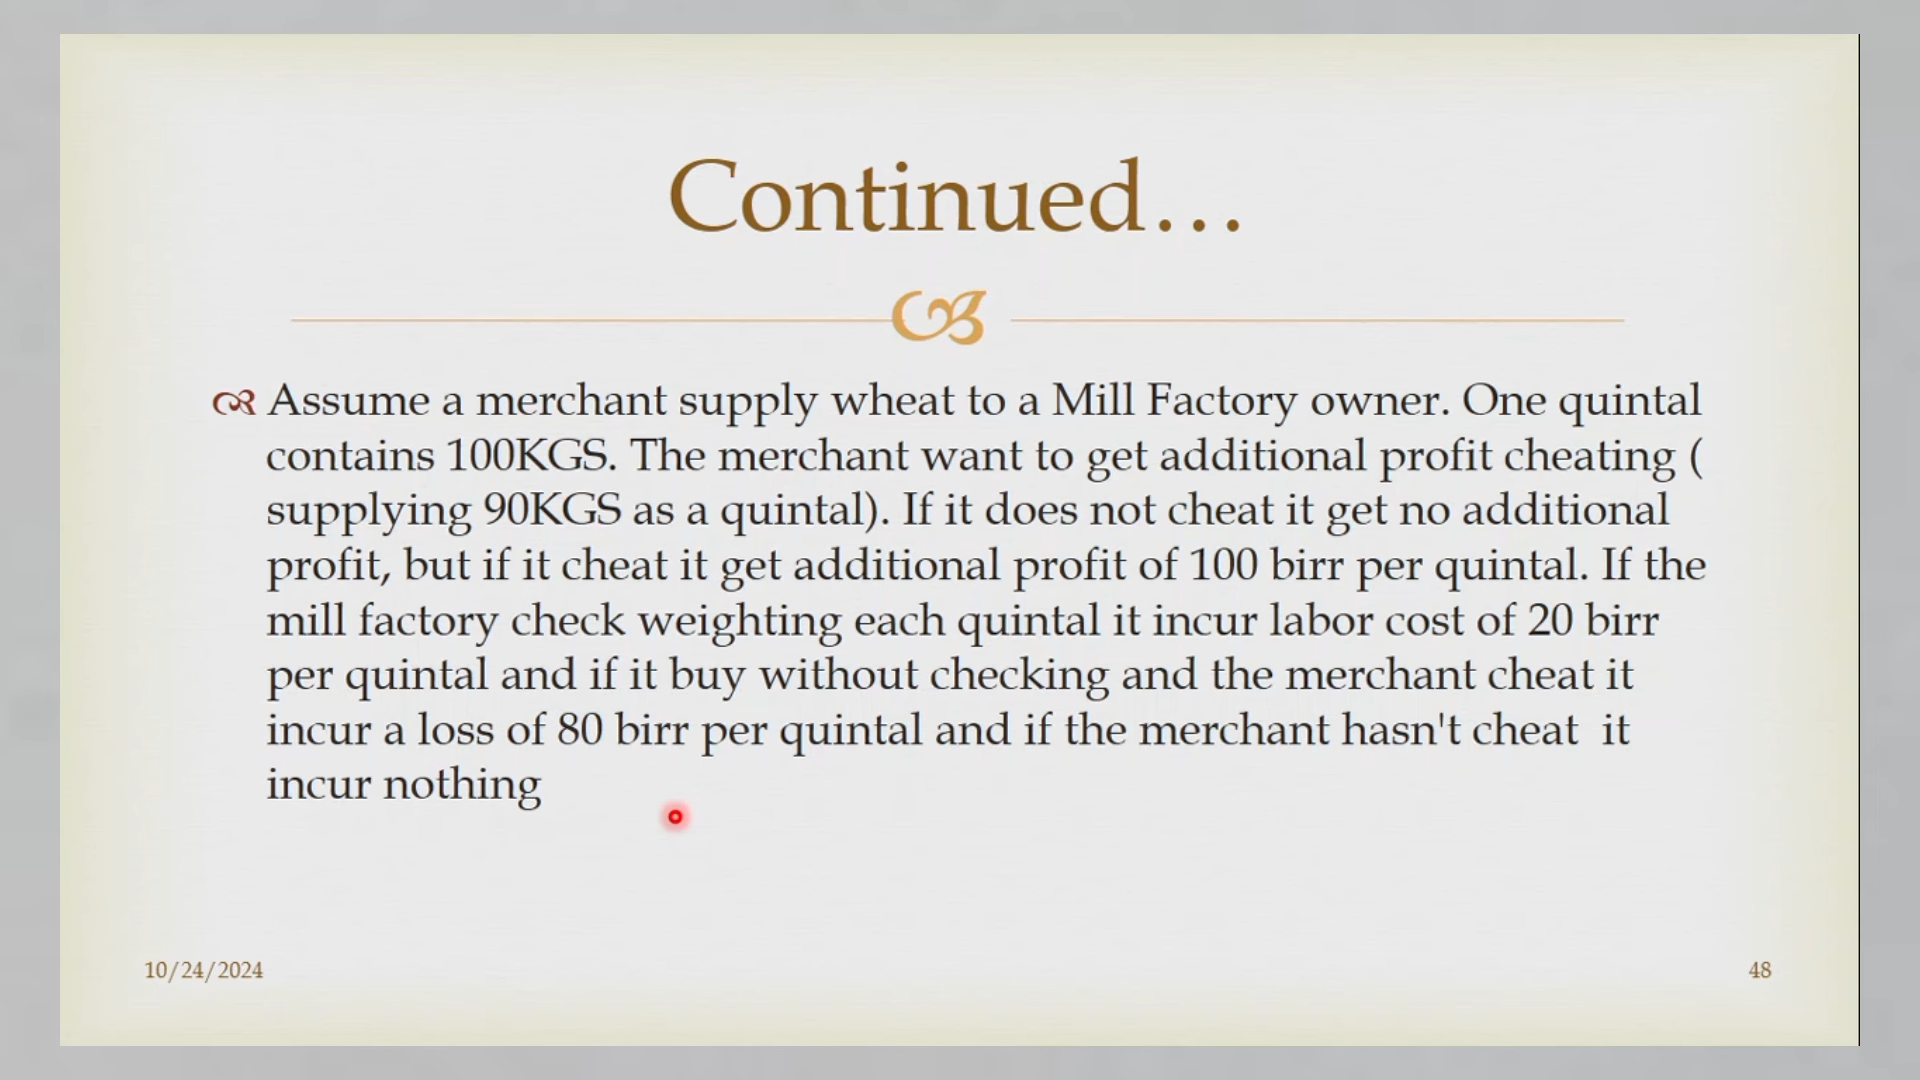 Continued...
Assume a merchant supply wheat to a Mill Factory owner. One quintal
contains 100KGS. The merchant want to get additional profit cheating (
supplying 90KGS as a quintal). If it does not cheat it get no additional
profit, but if it cheat it get additional profit of 100 birr per quintal. If the
mill factory check weighting each quintal it incur labor cost of 20 birr
per quintal and if it buy without checking and the merchant cheat it
incur a loss of 80 birr per quintal and if the merchant hasn't cheat  it
incur nothing
10/24/2024
48